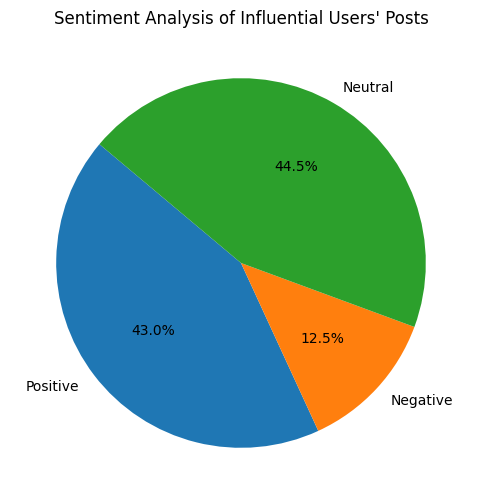 Sentiment Analysis of Influential Users' Posts
Neutral
44.5%
43.0%
12.5%
Positive
Negative